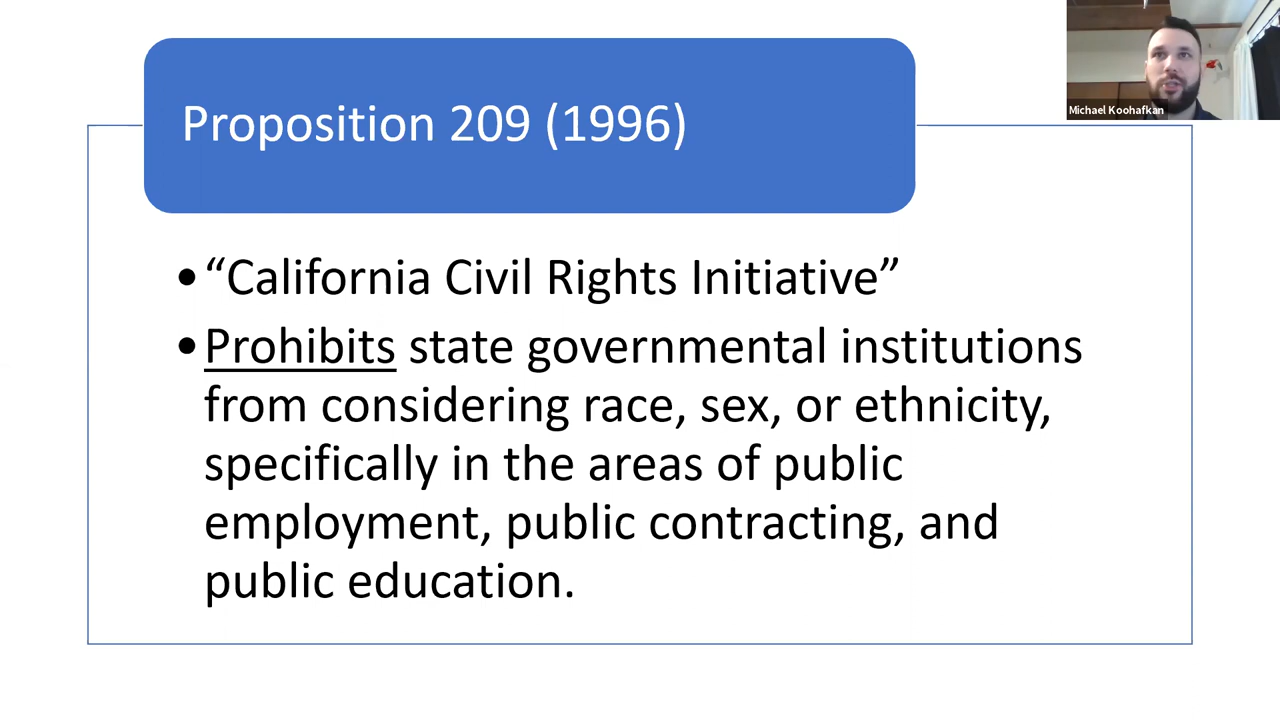 Michael Koohafkan
Proposition 209 (1996)
•“California Civil Rights Initiative”
•Prohibits state governmental institutions
from considering race, sex, or ethnicity,
specifically in the areas of public
employment, public contracting, and
public education.